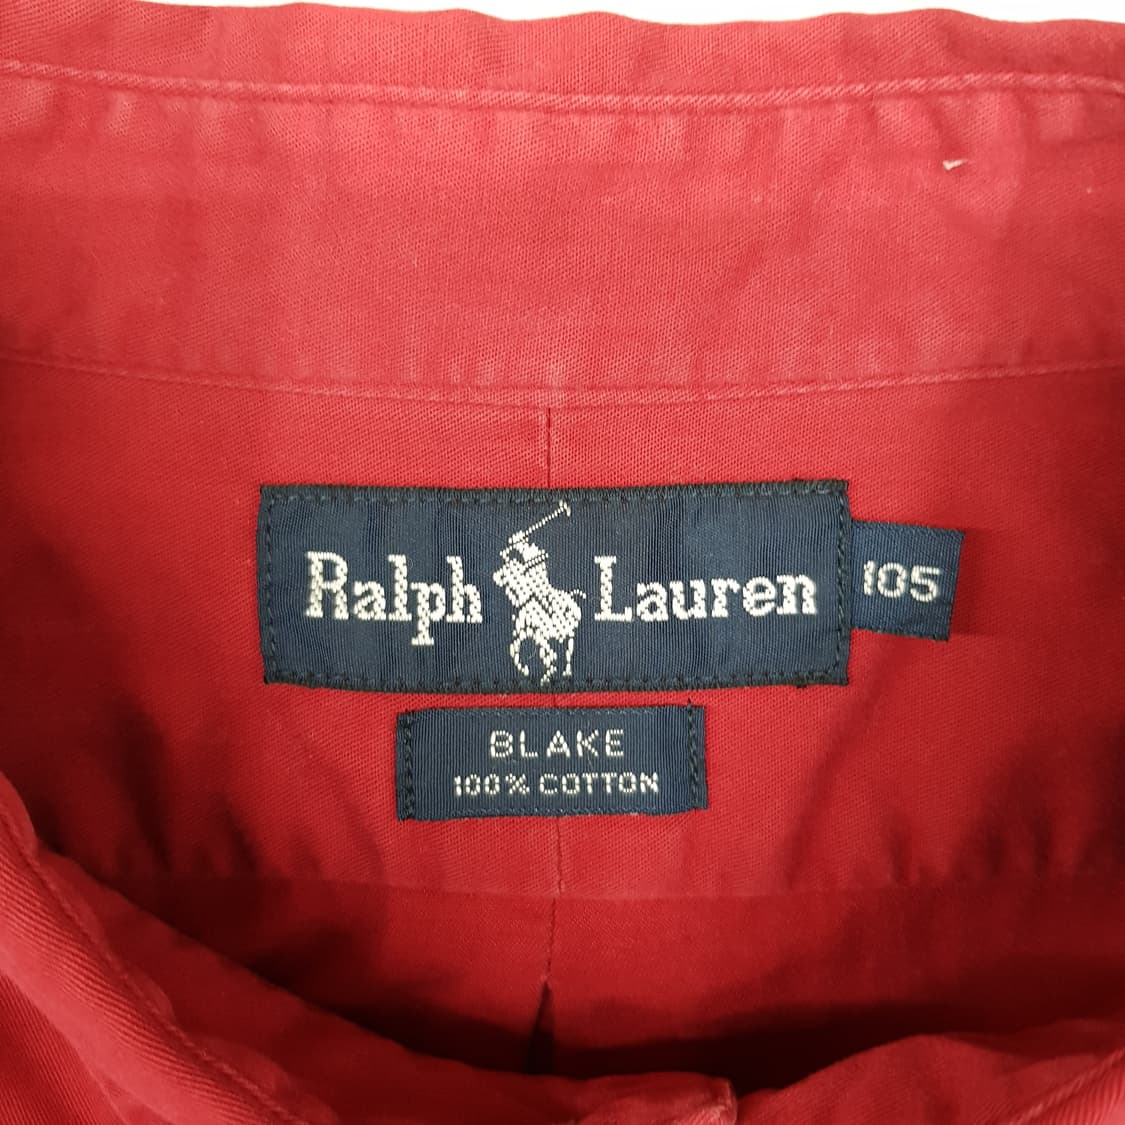 Ralph Lauren
105
BLAKE
100% COTTON